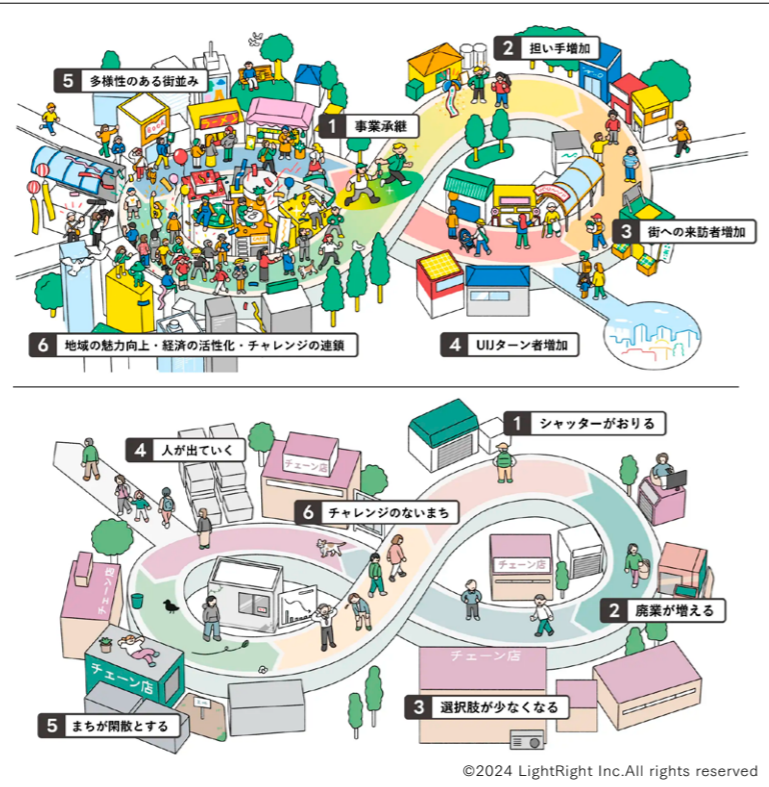 5 多様性のある街並み
2 担い手増加
1 事業承継
ラーメン
3 街への来訪者増加
6 地域の魅力向上・経済の活性化・チャレンジの連鎖
4 UIJターン者増加
1 シャッターがおりる
4 人が出ていく
チェーン店
6 チャレンジのないまち
チェーン店
チェーン店
2 廃業が増える
チェーン店
チェーン店
3 選択肢が少なくなる
5 まちが閑散とする
©2024 LightRight Inc.All rights reserved